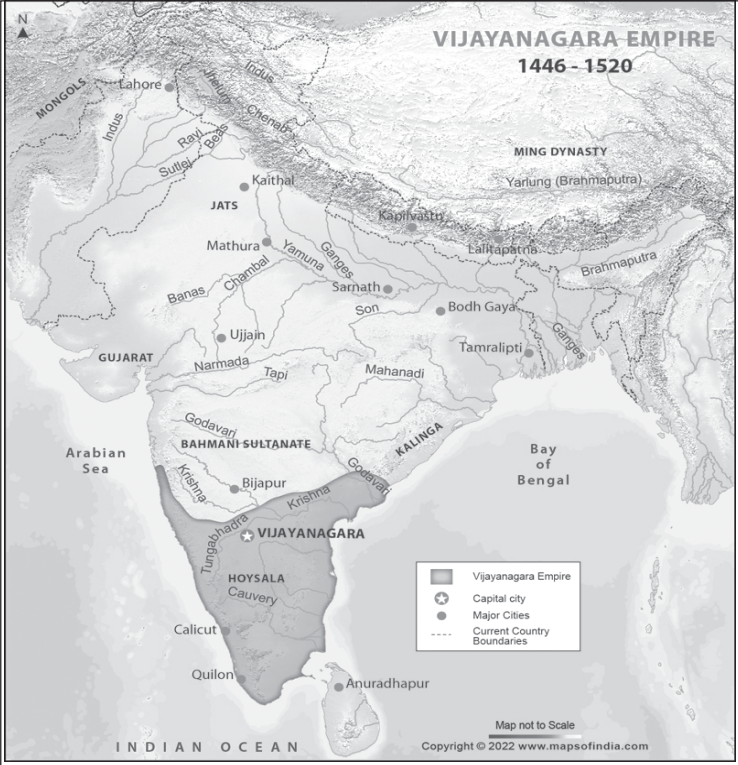 VIJAYANAGARA EMPIRE
1446 - 1520
N
MONGOLS
Lahore
Jhelum
Indus
Indus
Chenab
Ravi
Beas
Sutlej
MING DYNASTY
Yarlung (Brahmaputra)
Kaithal
JATS
Kapilvastu
Lalitapatna
Mathura
Yamuna
Ganges
Brahmaputra
Chambal
Banas
Sarnath
Son
Bodh Gaya
Ujjain
Tamralipti
Ganges
GUJARAT
Narmada
Tapi
Mahanadi
Godavari
BAHMANI SULTANATE
KALINGA
Arabian
Sea
Bay
of
Bengal
Krishna
Bijapur
Godavari
Krishna
Tungabhadra
VIJAYANAGARA
HOYSALA
Cauvery
Calicut
Quilon
Anuradhapur
Vijayanagara Empire
Capital city
Major Cities
Current Country
Boundaries
Map not to Scale
INDIAN OCEAN
Copyright © 2022 www.mapsofindia.com